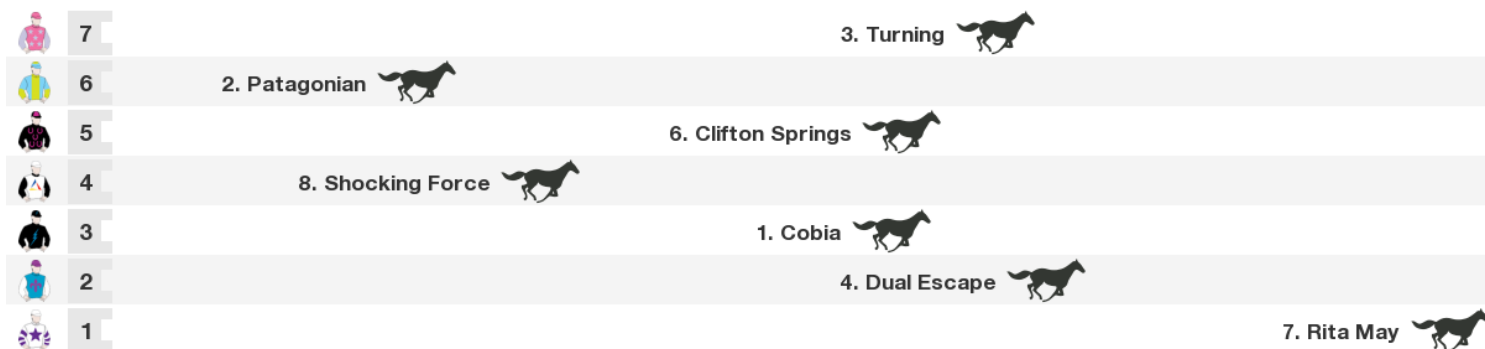 7 3. Turning
6 2. Patagonian
5 6. Clifton Springs
4 8. Shocking Force
3 1. Cobia
2 4. Dual Escape
1 7. Rita May